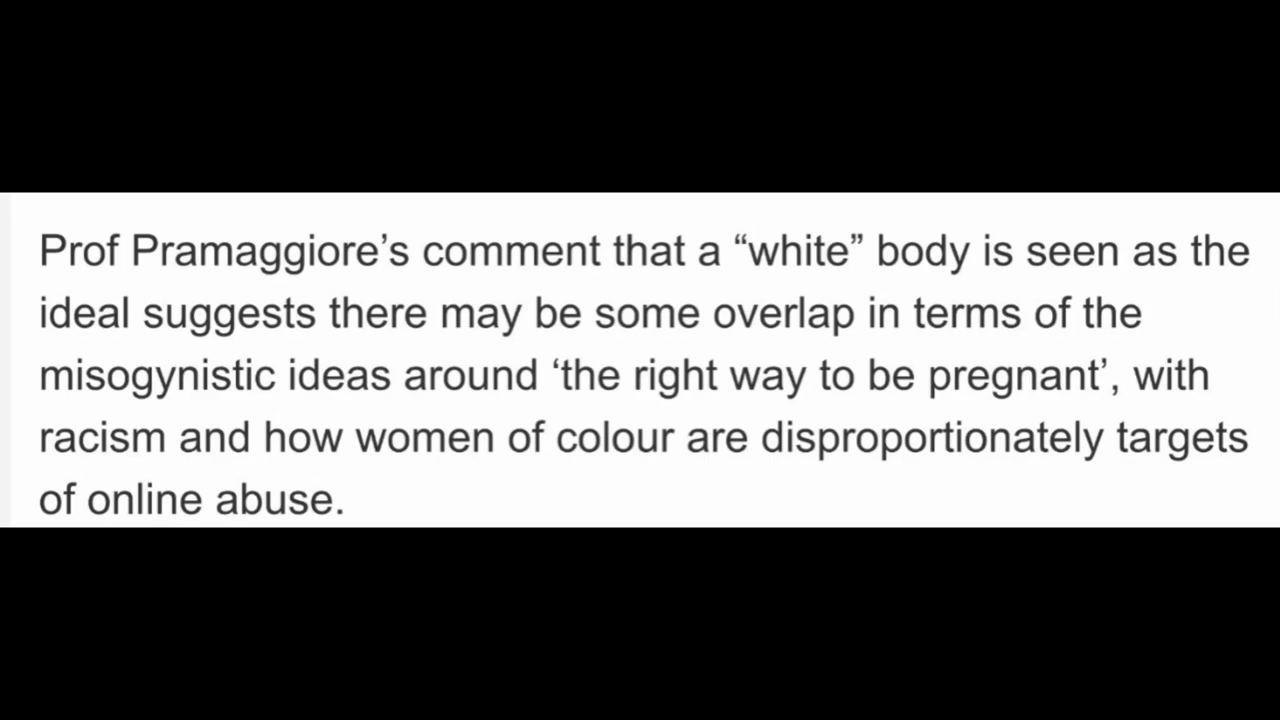 Prof Pramaggiore’s comment that a “white” body is seen as the
ideal suggests there may be some overlap in terms of the
misogynistic ideas around ‘the right way to be pregnant’, with
racism and how women of colour are disproportionately targets
of online abuse.